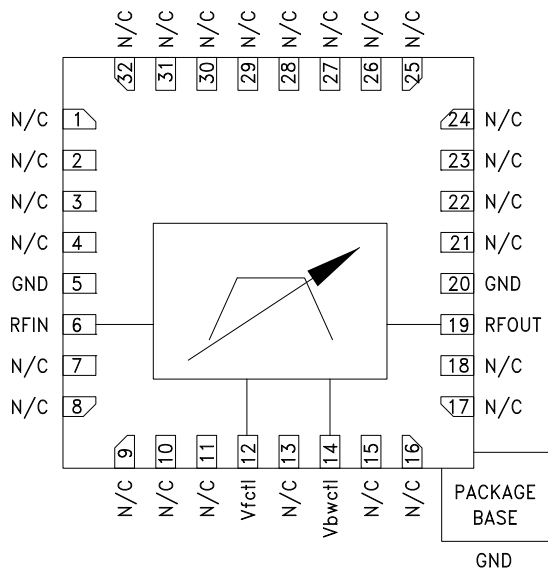 N/C N/C N/C N/C N/C N/C N/C N/C
32 31 30 29 28 27 26 25
N/C 1
N/C 2
N/C 3
N/C 4
GND 5
RFIN 6
N/C 7
N/C 8
24 N/C
23 N/C
22 N/C
21 N/C
20 GND
19 RFOUT
18 N/C
17 N/C
9 10 11 12 13 14 15 16
N/C N/C N/C Vfctl N/C Vbwctl N/C N/C
PACKAGE
BASE
GND